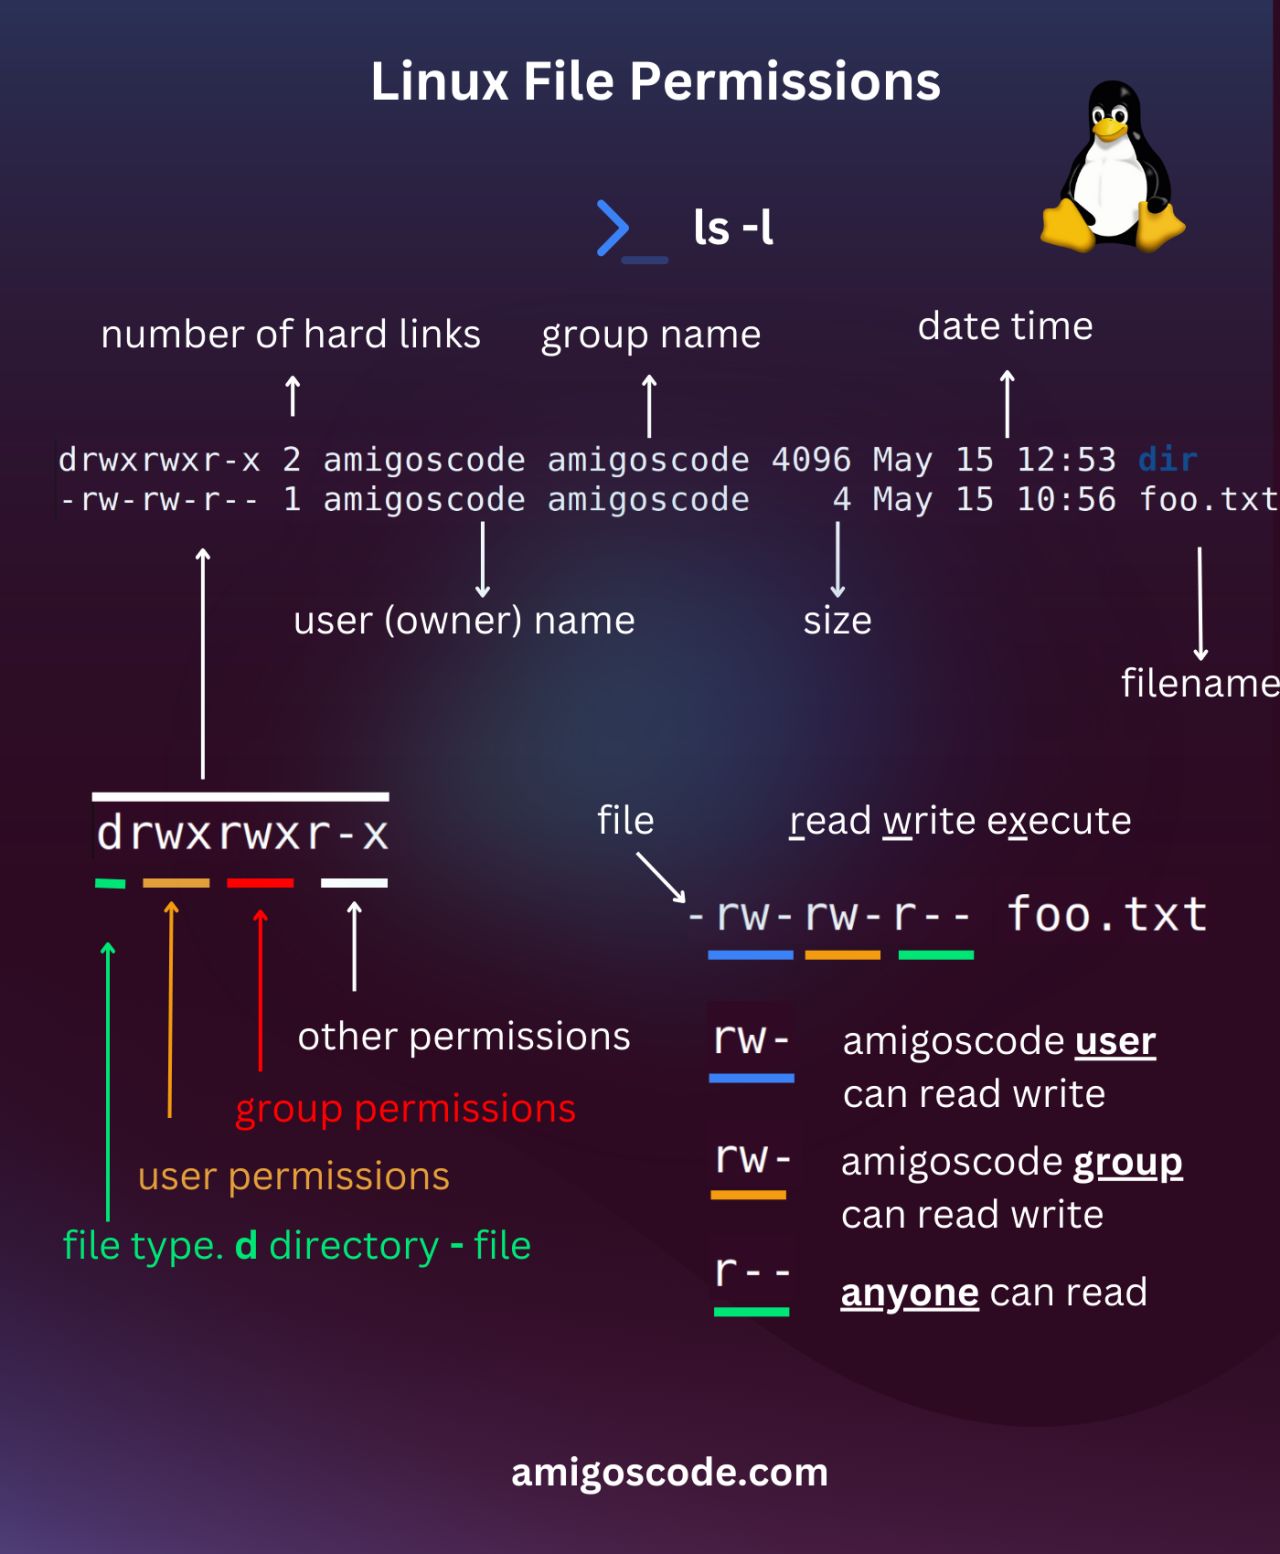 Linux File Permissions
ls -l
number of hard links group name date time
drwxrwxr-x 2 amigoscode amigoscode 4096 May 15 12:53 dir
-rw-rw-r-- 1 amigoscode amigoscode 4 May 15 10:56 foo.txt
user (owner) name size
filename
drwxrwxr-x
other permissions
group permissions
user permissions
file type. d directory - file
file read write execute
-rw-rw-r-- foo.txt
rw- amigoscode user
can read write
rw- amigoscode group
can read write
r-- anyone can read
amigoscode.com